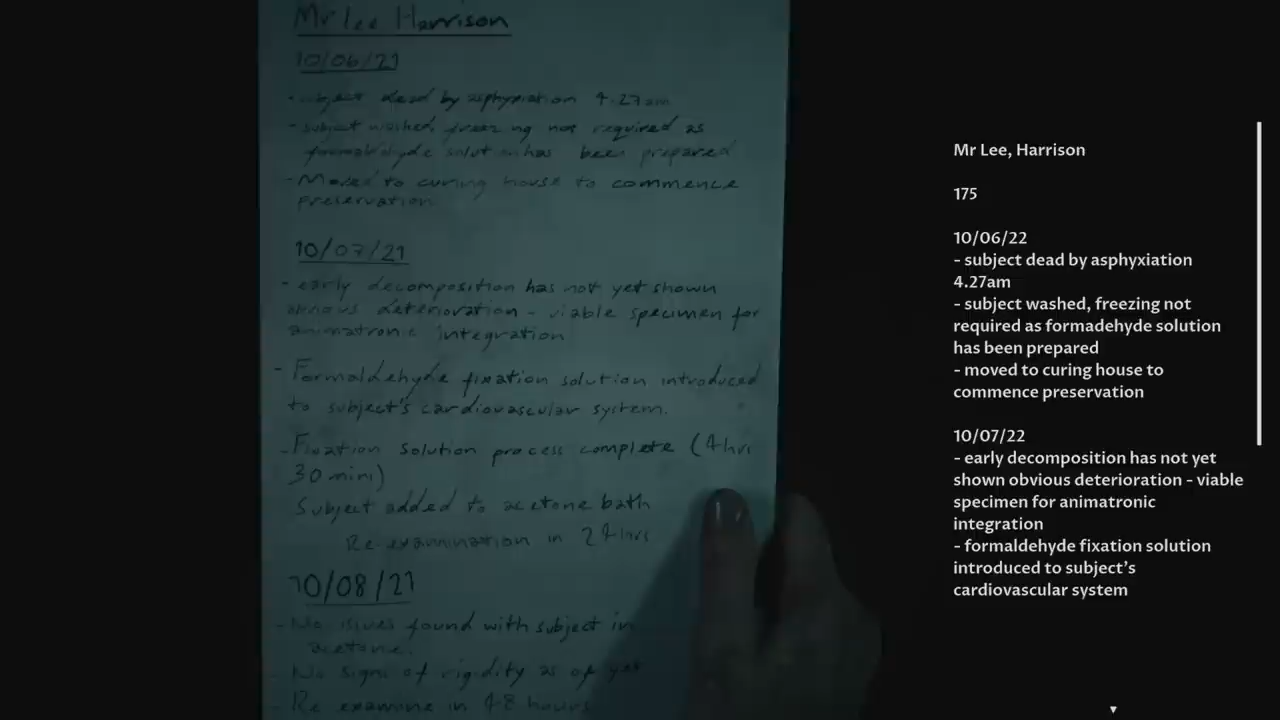 Mr Lee Harrison
10/06/21
- subject dead by asphyxiation 4.27am
- subject washed, freezing not required as
formaldehyde solution has been prepared
- Moved to curing house to commence
preservation
10/07/21
- early decomposition has not yet shown
obvious deterioration - viable specimen for
animatronic integration
- Formaldehyde fixation solution introduced
to subject's cardiovascular system.
- Fixation solution process complete (4hrs
30 mins)
Subject added to acetone bath
Re-examination in 24hrs
10/08/21
- No issues found with subject in
acetone.
- No signs of rigidity as of yet
- Re examine in 48 hours
Mr Lee, Harrison
175
10/06/22
- subject dead by asphyxiation
4.27am
- subject washed, freezing not
required as formadehyde solution
has been prepared
- moved to curing house to
commence preservation
10/07/22
- early decomposition has not yet
shown obvious deterioration - viable
specimen for animatronic
integration
- formaldehyde fixation solution
introduced to subject's
cardiovascular system